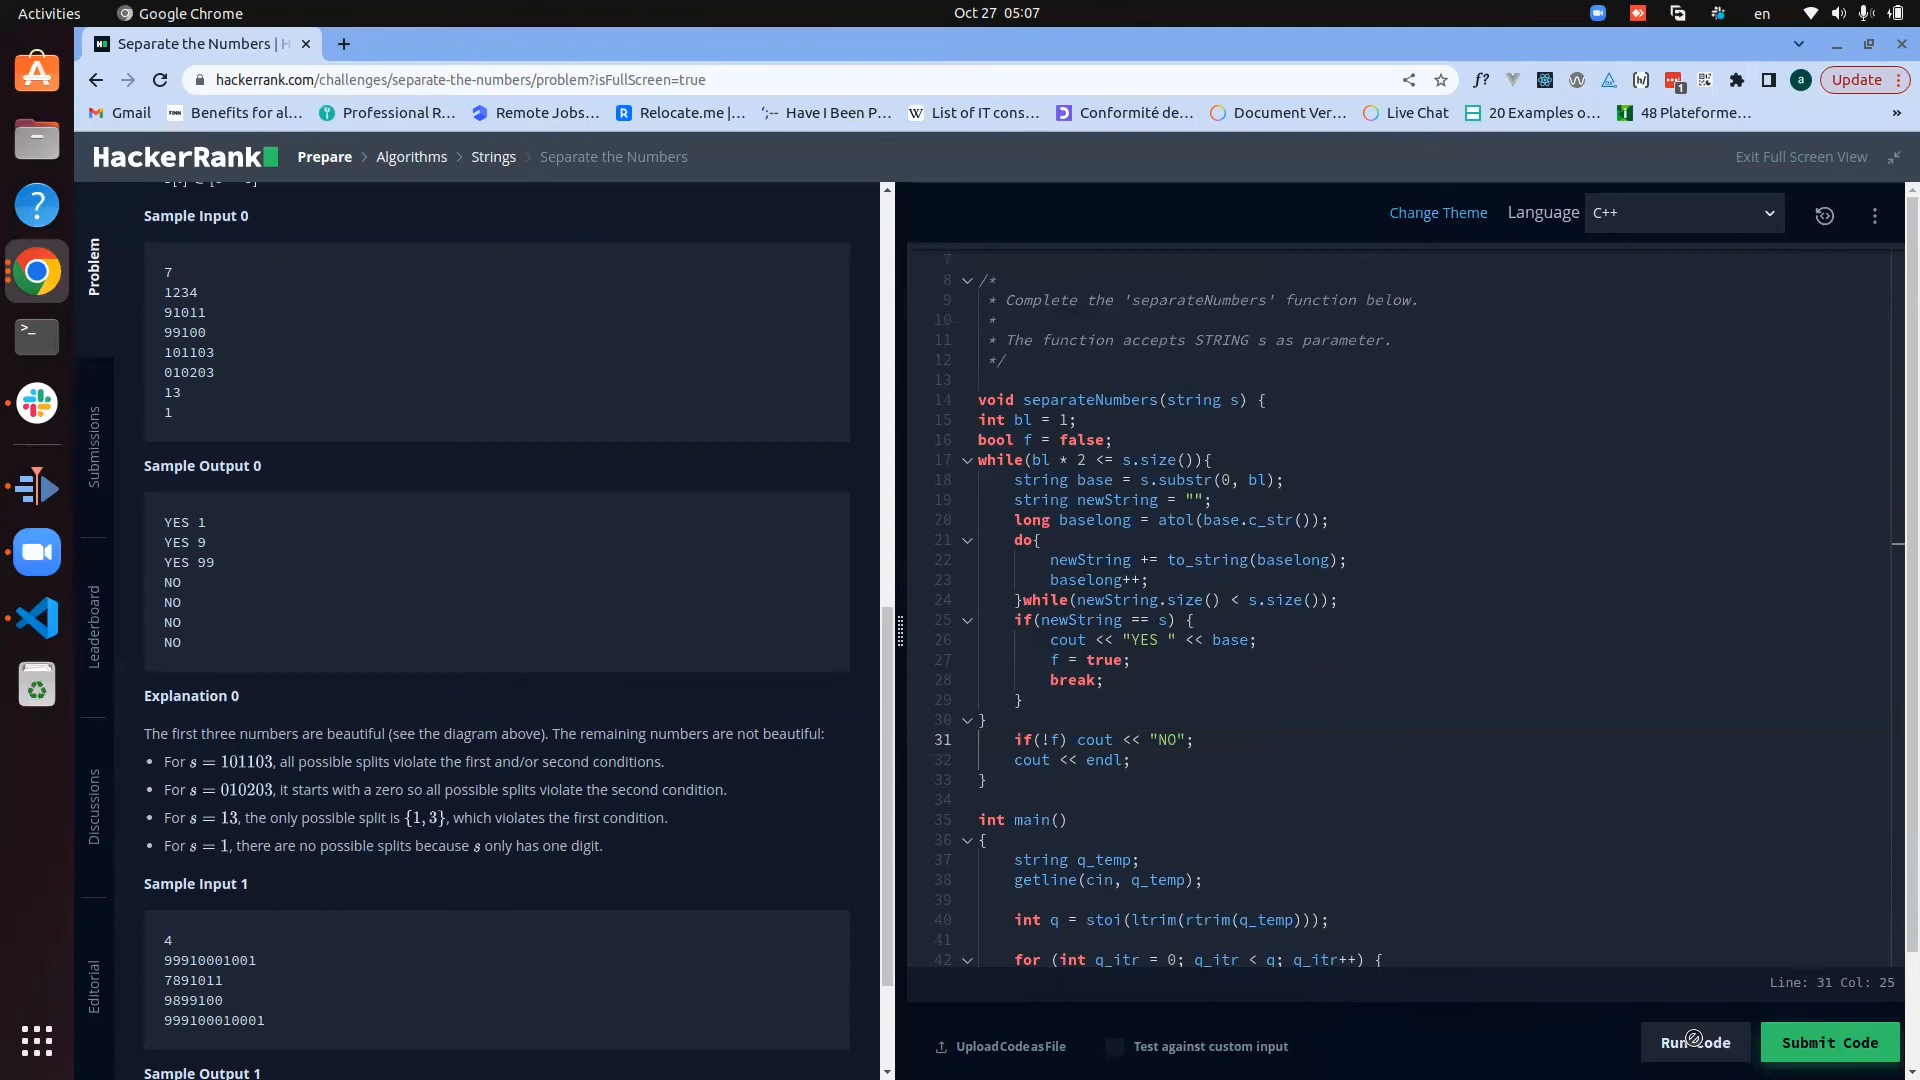 Activities
Google Chrome
Oct 27 05:07
en
Separate the Numbers | H
hackerrank.com/challenges/separate-the-numbers/problem?isFullScreen=true
Update
Gmail
FINN
Benefits for al...
Professional R...
Remote Jobs...
Relocate.me |...
Have I Been P...
List of IT cons...
Conformité de...
Document Ver...
Live Chat
20 Examples o...
48 Plateforme...
HackerRank
Prepare > Algorithms > Strings > Separate the Numbers
Exit Full Screen View
Problem
Submissions
Leaderboard
Discussions
Editorial
Sample Input 0
7
1234
91011
99100
101103
010203
13
1
Sample Output 0
YES 1
YES 9
YES 99
NO
NO
NO
NO
Explanation 0
The first three numbers are beautiful (see the diagram above). The remaining numbers are not beautiful:
• For s = 101103, all possible splits violate the first and/or second conditions.
• For s = 010203, it starts with a zero so all possible splits violate the second condition.
• For s = 13, the only possible split is {1, 3}, which violates the first condition.
• For s = 1, there are no possible splits because s only has one digit.
Sample Input 1
4
99910001001
7891011
9899100
999100010001
Sample Output 1
Change Theme
Language
C++
7
8 /*
9 * Complete the 'separateNumbers' function below.
10 *
11 * The function accepts STRING s as parameter.
12 */
13
14 void separateNumbers(string s) {
15 int bl = 1;
16 bool f = false;
17 while(bl * 2 <= s.size()){
18 string base = s.substr(0, bl);
19 string newString = "";
20 long baselong = atol(base.c_str());
21 do{
22 newString += to_string(baselong);
23 baselong++;
24 }while(newString.size() < s.size());
25 if(newString == s) {
26 cout << "YES " << base;
27 f = true;
28 break;
29 }
30 }
31 if(!f) cout << "NO";
32 cout << endl;
33 }
34
35 int main()
36 {
37 string q_temp;
38 getline(cin, q_temp);
39
40 int q = stoi(ltrim(rtrim(q_temp)));
41
42 for (int q_itr = 0; q_itr < q; q_itr++) {
Line: 31 Col: 25
Upload Code as File
Test against custom input
Run Code
Submit Code